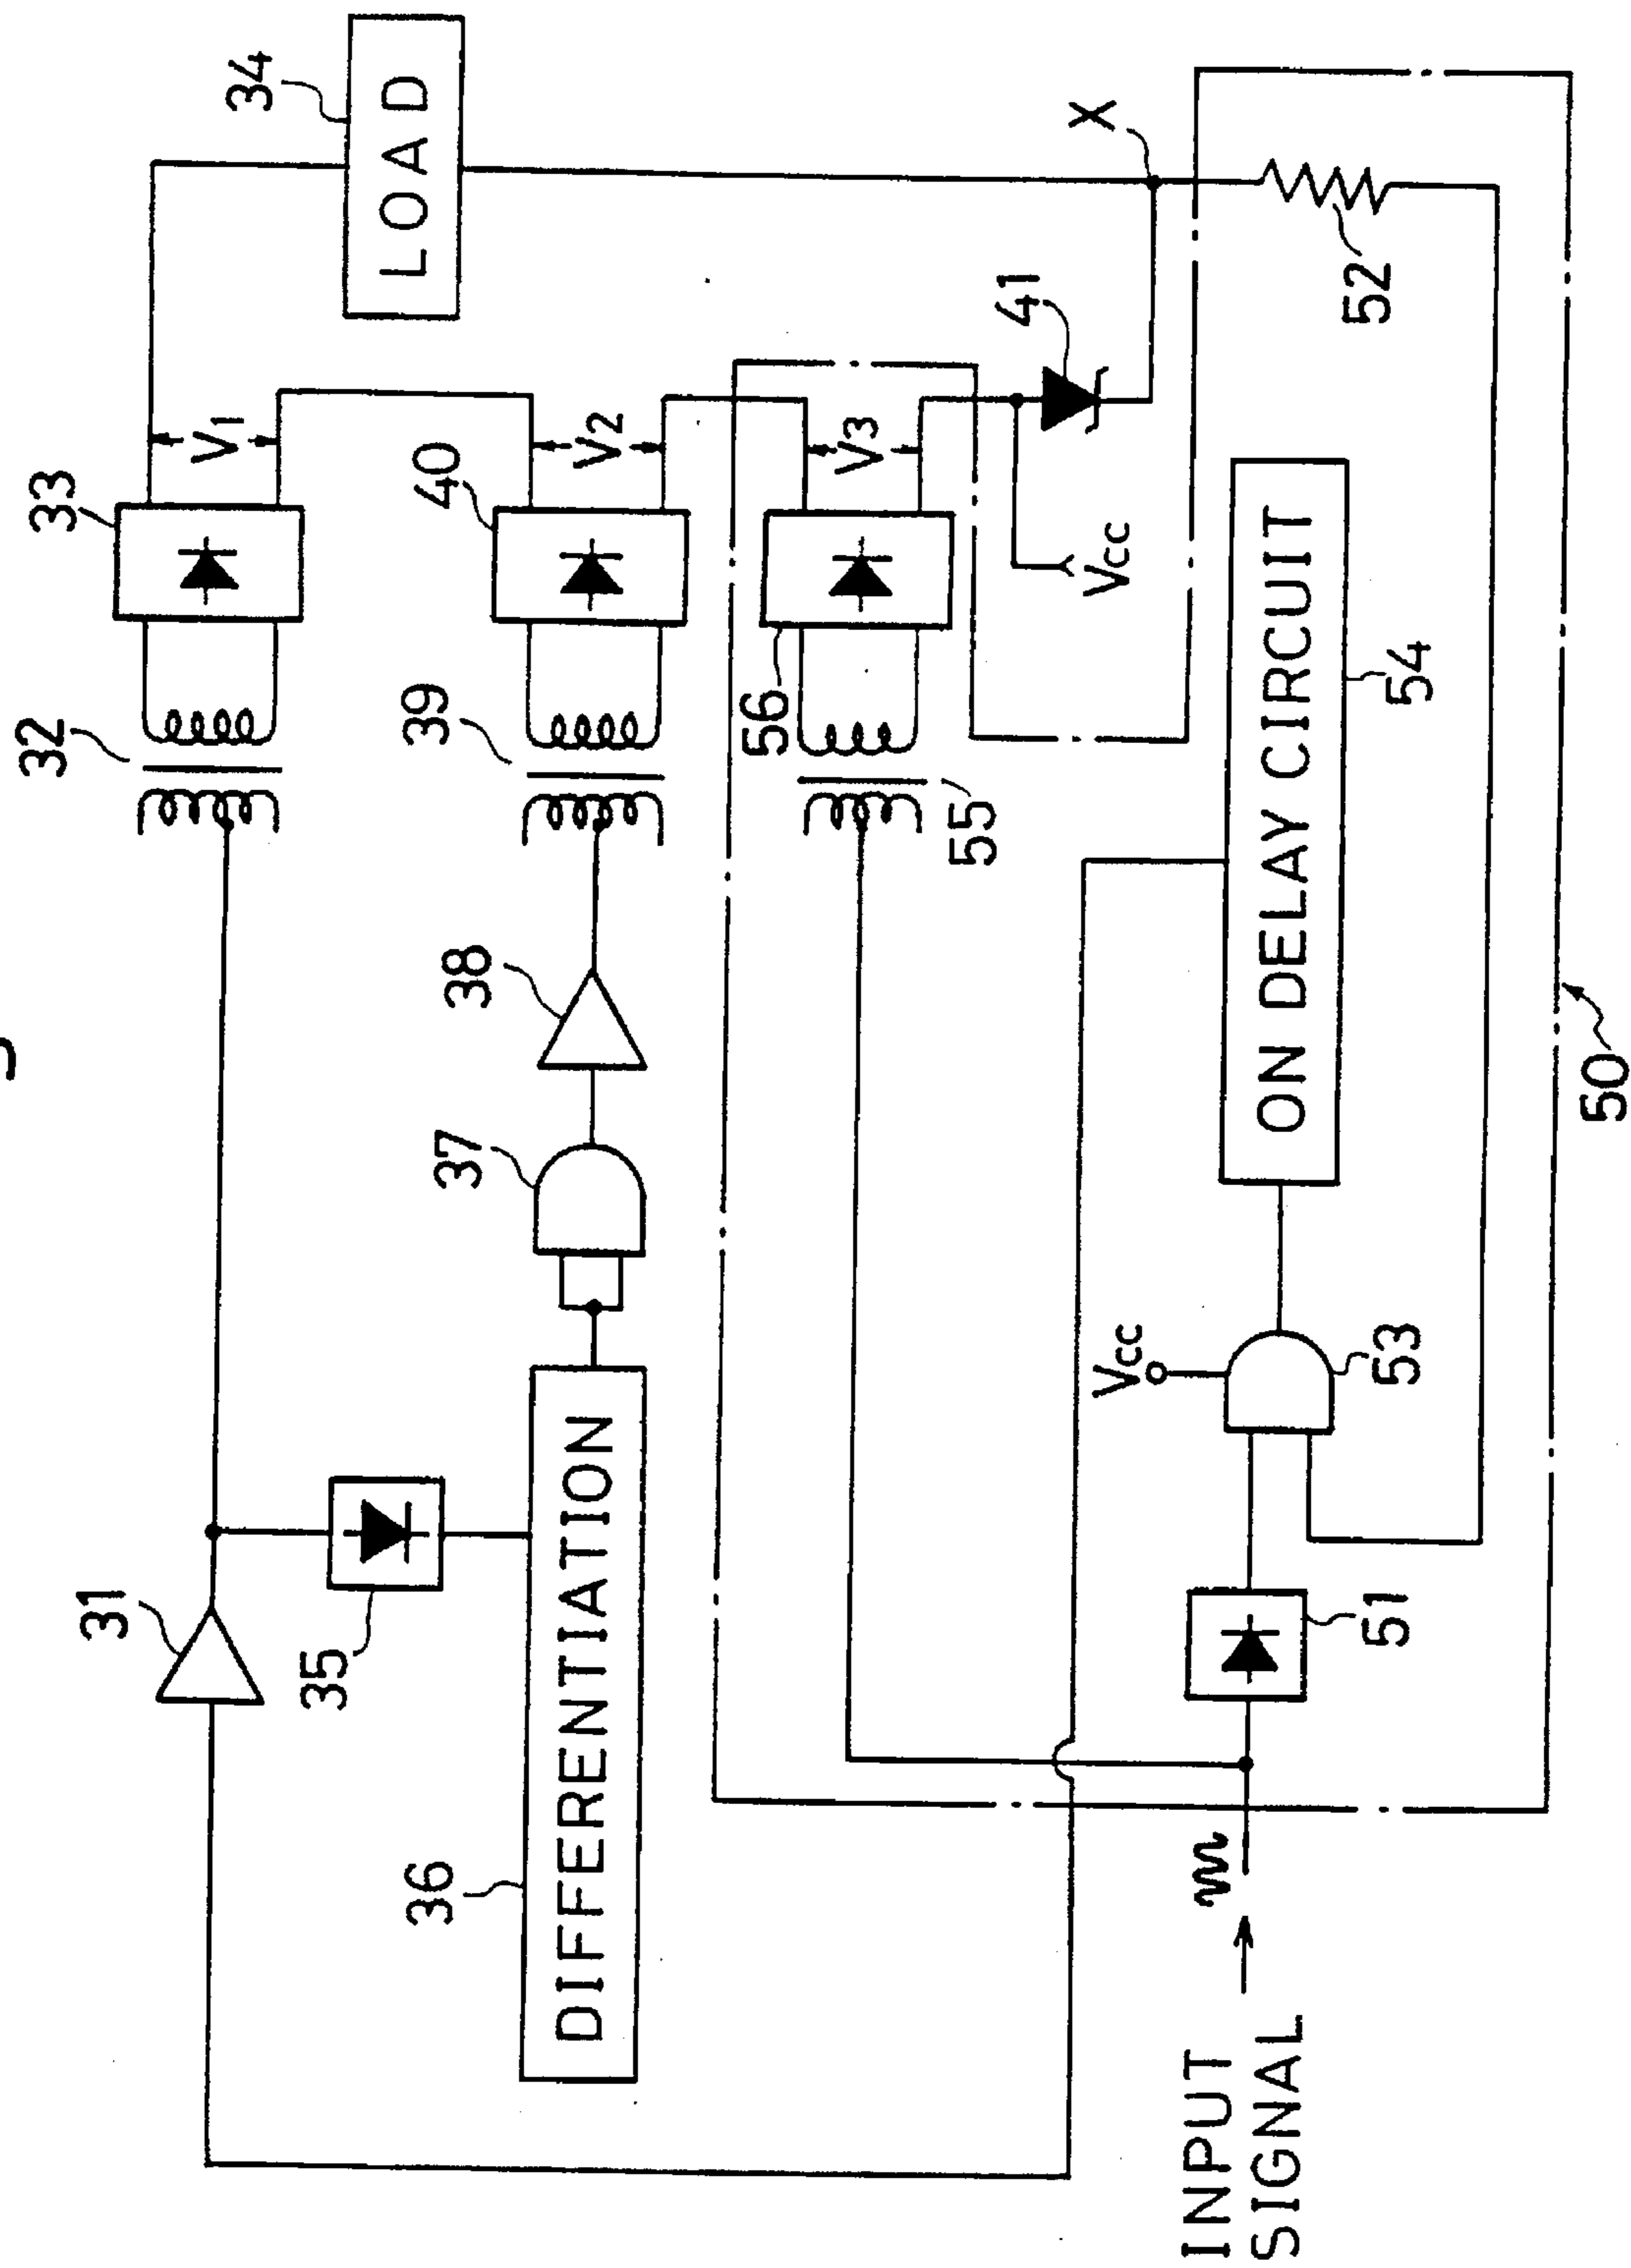 32
33
34
LOAD
V1
31
35
39
40
V2
38
37
36
DIFFERENTIATION
56
V3
55
41
X
Vcc
Vcc
52
53
ON DELAY CIRCUIT
54
51
INPUT
SIGNAL
50